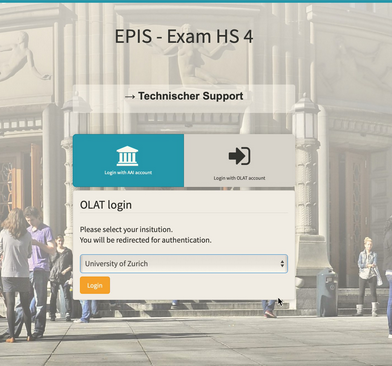 EPIS - Exam HS 4
→ Technischer Support
Login with AAI account
Login with OLAT account
OLAT login
Please select your insitution.
You will be redirected for authentication.
University of Zurich
Login